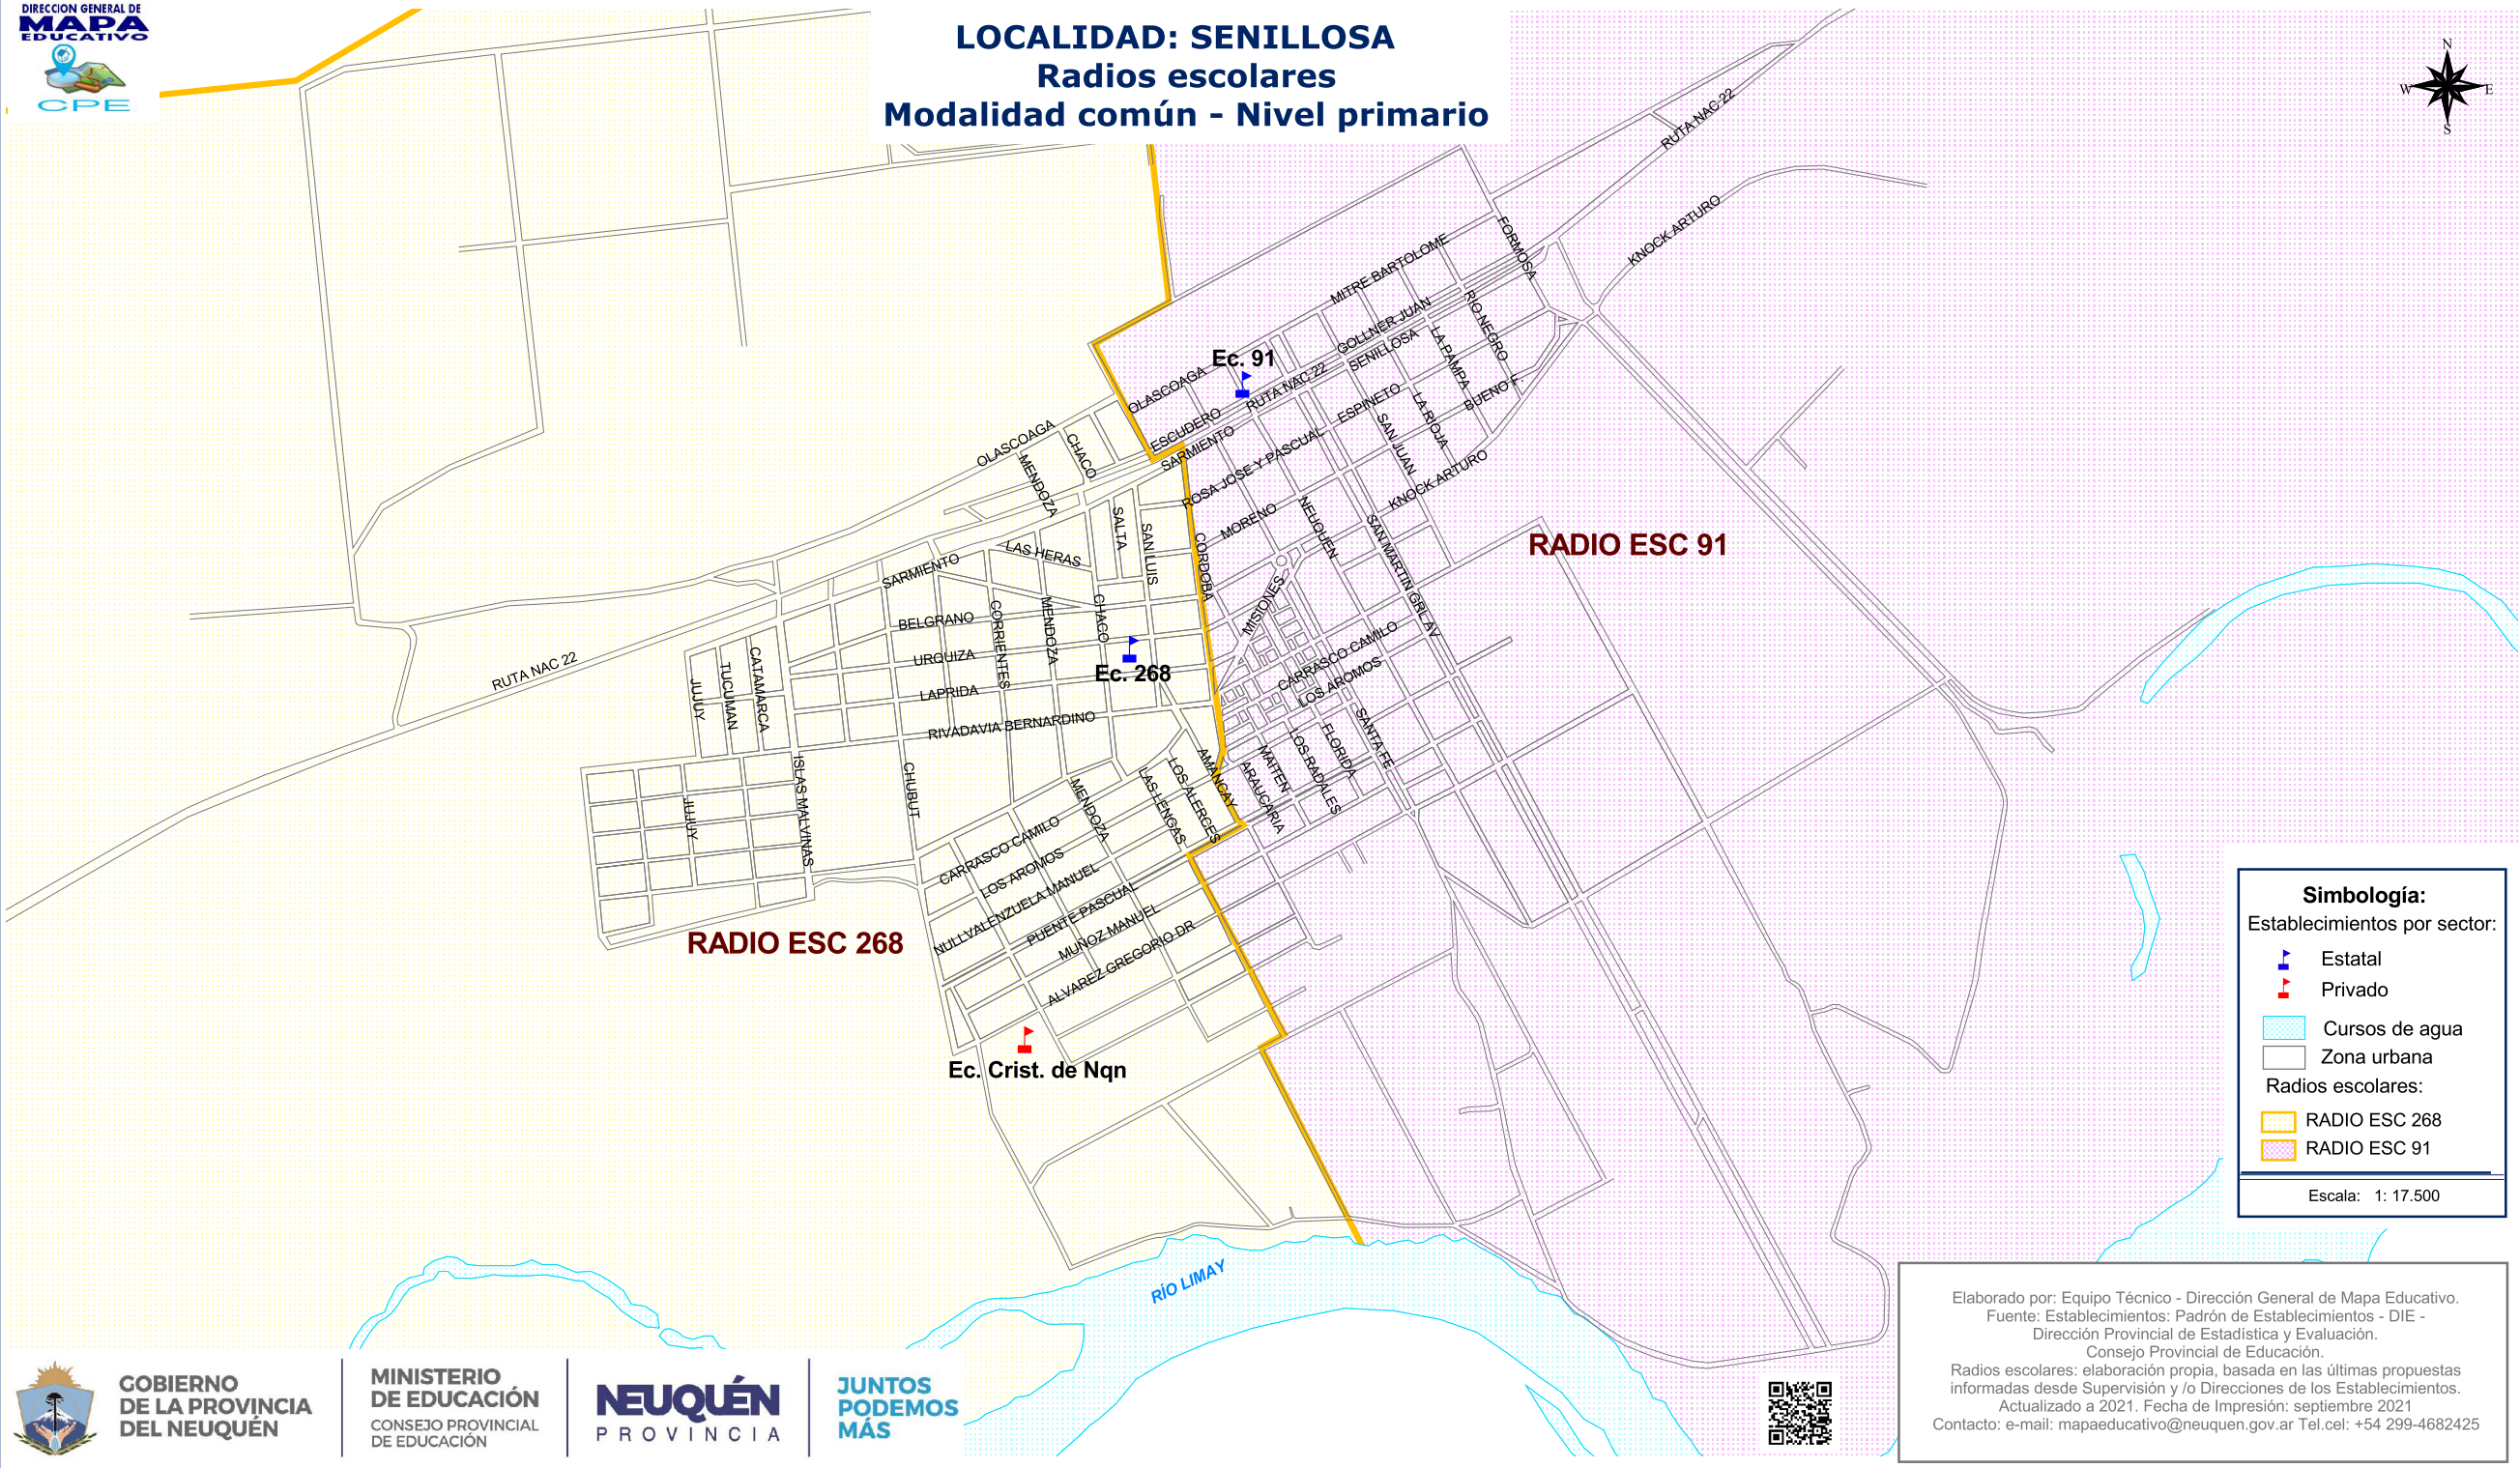 DIRECCION GENERAL DE
MAPA
EDUCATIVO
CPE
LOCALIDAD: SENILLOSA
Radios escolares
Modalidad común - Nivel primario
N
W
E
S
RUTA NAC 22
KNOCK ARTURO
FORMOSA
MITRE BARTOLOME
GOLLNER JUAN
RIO NEGRO
SENILLOSA
LA PAMPA
Ec. 91
OLASCOAGA
RUTA NAC 22
ESPINETO
BUENO F.
LA RIOJA
ESCUDERO
SARMIENTO
SAN JUAN
OLASCOAGA
CHACO
MENDOZA
ROSA JOSE Y PASCUAL
KNOCK ARTURO
MORENO
NEUQUEN
SALTA
SAN LUIS
CORDOBA
SAN MARTIN GRL AV
RADIO ESC 91
LAS HERAS
SARMIENTO
MISIONES
BELGRANO
CORRIENTES
MENDOZA
CHACO
URQUIZA
Ec. 268
CARRASCO CAMILO
LOS AROMOS
RUTA NAC 22
JUJUY
TUCUMAN
CATAMARCA
LAPRIDA
RIVADAVIA BERNARDINO
SANTA FE
FLORIDA
LOS RADALES
MAITEN
ARAUCARIA
AMANCAY
LOS ALERCES
LAS LENGAS
MENDOZA
CHUBUT
ISLAS MALVINAS
JUJUY
CARRASCO CAMILO
LOS AROMOS
NULLVALENZUELA MANUEL
PUENTE PASCUAL
MUÑOZ MANUEL
ALVAREZ GREGORIO DR
RADIO ESC 268
Ec. Crist. de Nqn
RÍO LIMAY
Simbología:
Establecimientos por sector:
Estatal
Privado
Cursos de agua
Zona urbana
Radios escolares:
RADIO ESC 268
RADIO ESC 91
Escala: 1: 17.500
Elaborado por: Equipo Técnico - Dirección General de Mapa Educativo.
Fuente: Establecimientos: Padrón de Establecimientos - DIE -
Dirección Provincial de Estadística y Evaluación.
Consejo Provincial de Educación.
Radios escolares: elaboración propia, basada en las últimas propuestas
informadas desde Supervisión y /o Direcciones de los Establecimientos.
Actualizado a 2021. Fecha de Impresión: septiembre 2021
Contacto: e-mail: mapaeducativo@neuquen.gov.ar Tel.cel: +54 299-4682425
GOBIERNO
DE LA PROVINCIA
DEL NEUQUÉN
MINISTERIO
DE EDUCACIÓN
CONSEJO PROVINCIAL
DE EDUCACIÓN
NEUQUÉN
PROVINCIA
JUNTOS
PODEMOS
MÁS